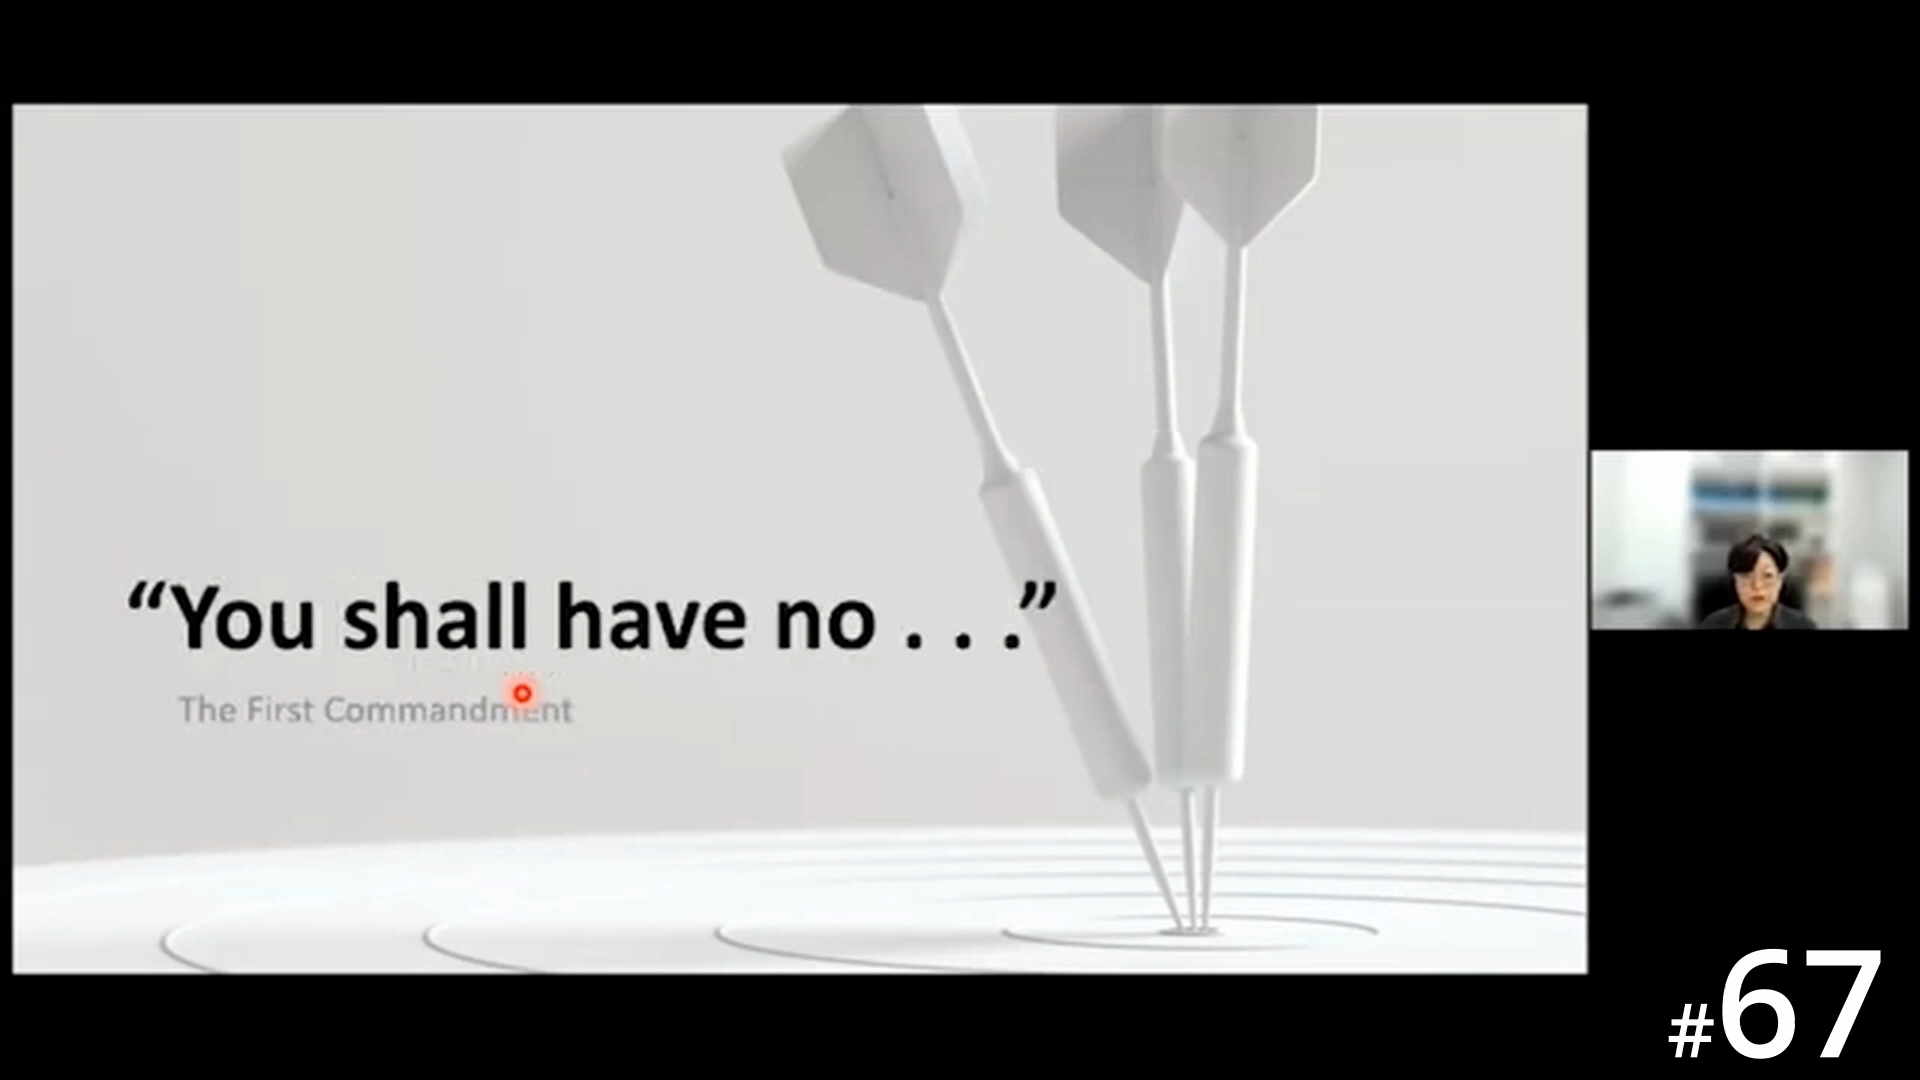 “You shall have no . . .”
The First Commandment
#67